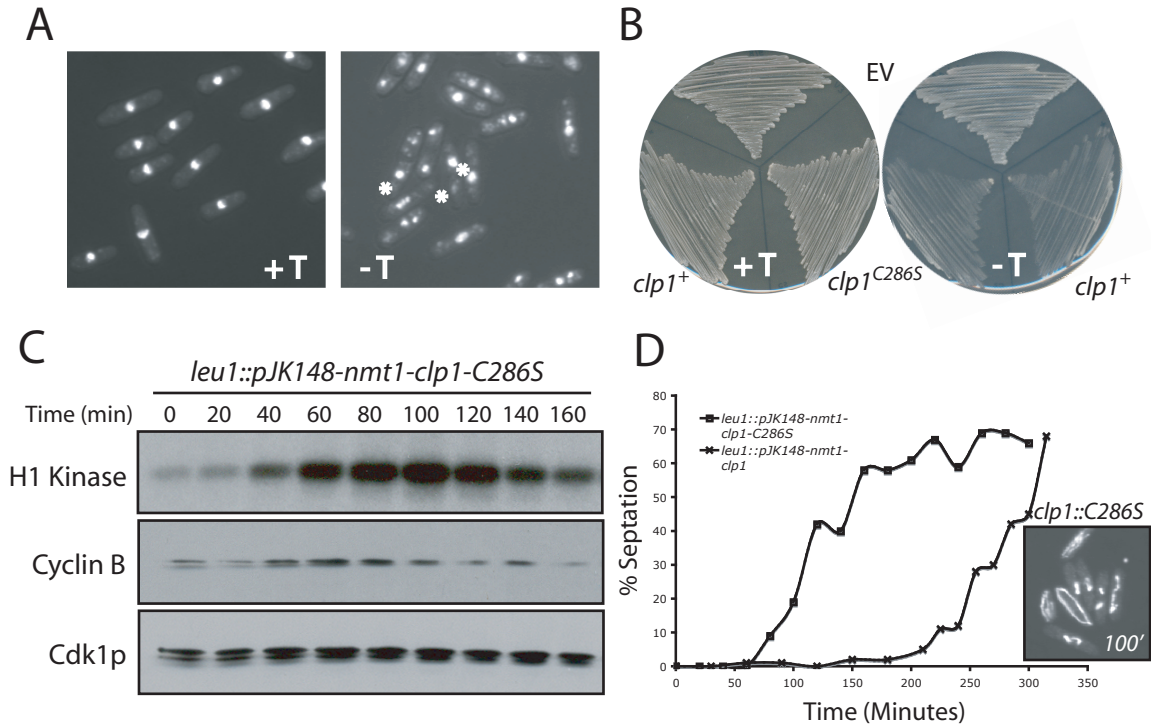 A
+ T
- T
*
*
*
B
EV
clp1+
+ T
clp1C286S
- T
clp1+
C
leu1::pJK148-nmt1-clp1-C286S
Time (min) 0 20 40 60 80 100 120 140 160
H1 Kinase
Cyclin B
Cdk1p
D
80
70
60
50
40
30
20
10
0
% Septation
leu1::pJK148-nmt1-
clp1-C286S
leu1::pJK148-nmt1-
clp1
clp1::C286S
100'
0 50 100 150 200 250 300 350
Time (Minutes)